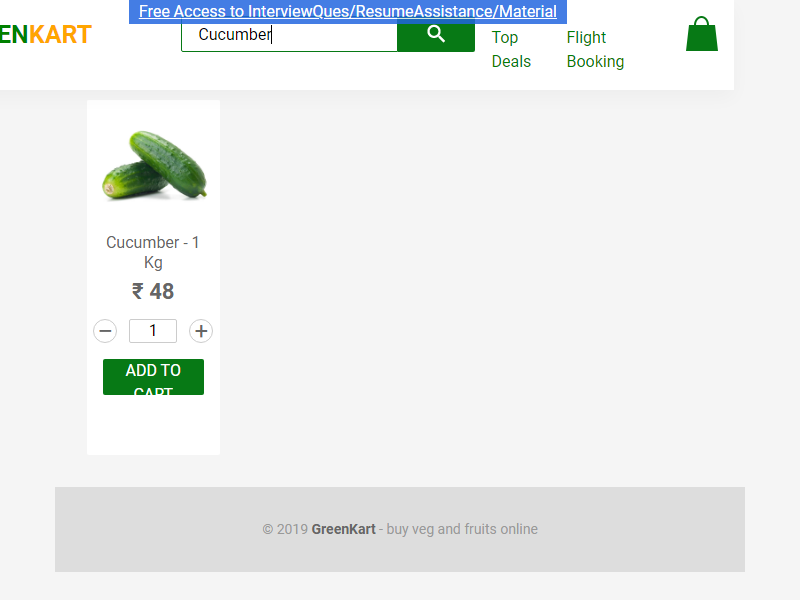 Free Access to InterviewQues/ResumeAssistance/Material
ENKART
Cucumber
Top
Deals
Flight
Booking
Cucumber - 1
Kg
₹ 48
1
ADD TO
CART
© 2019 GreenKart - buy veg and fruits online